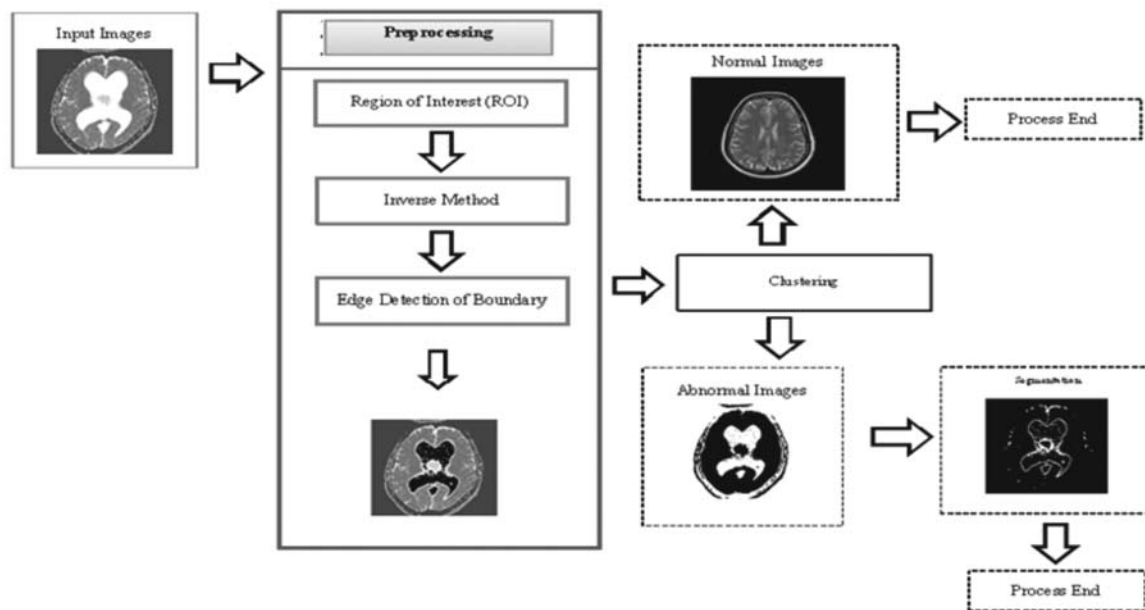 Input Images
Preprocessing
Region of Interest (ROI)
Inverse Method
Edge Detection of Boundary
Normal Images
Process End
Clustering
Abnormal Images
Segmentation
Process End